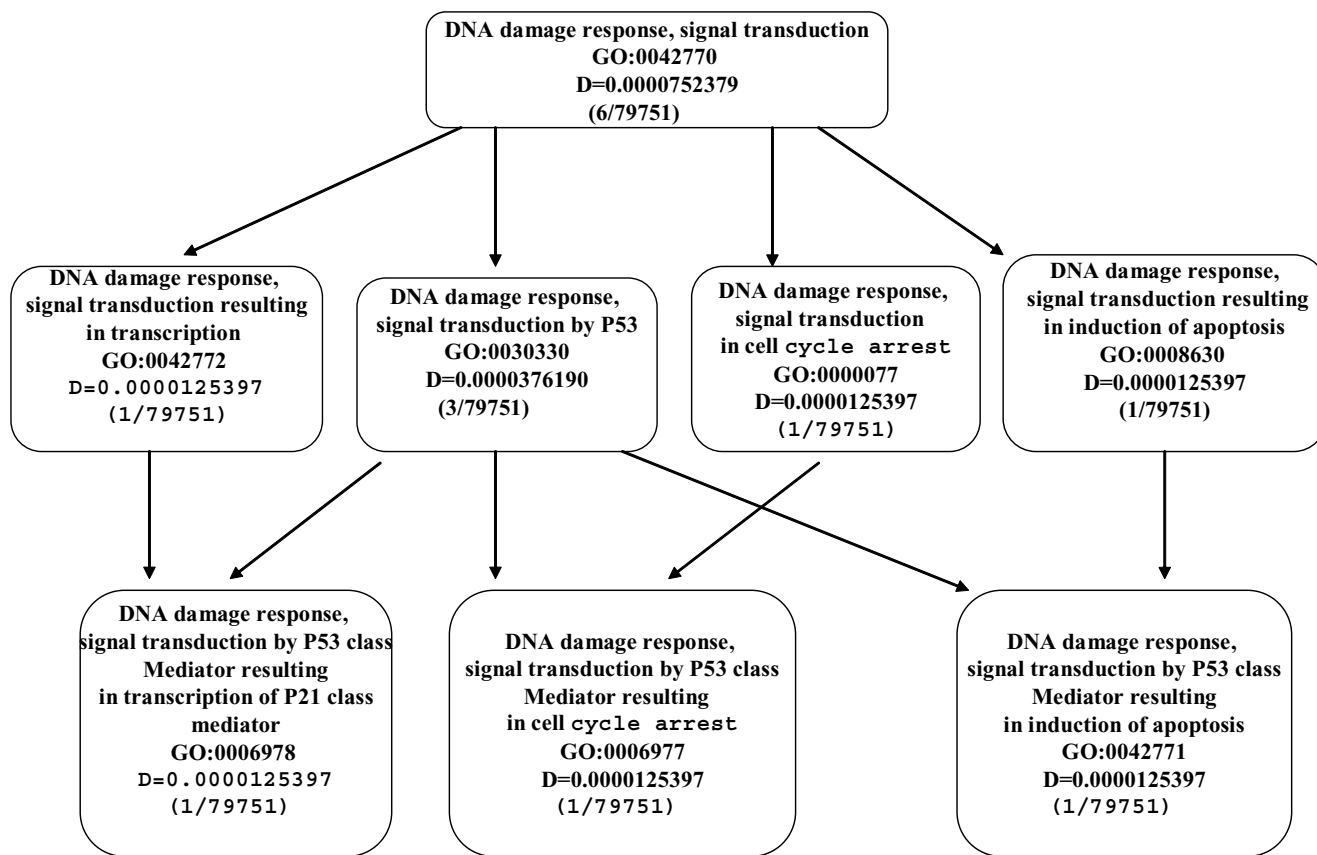 DNA damage response, signal transduction
GO:0042770
D=0.0000752379
(6/79751)
DNA damage response,
signal transduction resulting
in transcription
GO:0042772
D=0.0000125397
(1/79751)
DNA damage response,
signal transduction by P53
GO:0030330
D=0.0000376190
(3/79751)
DNA damage response,
signal transduction
in cell cycle arrest
GO:0000077
D=0.0000125397
(1/79751)
DNA damage response,
signal transduction resulting
in induction of apoptosis
GO:0008630
D=0.0000125397
(1/79751)
DNA damage response,
signal transduction by P53 class
Mediator resulting
in transcription of P21 class
mediator
GO:0006978
D=0.0000125397
(1/79751)
DNA damage response,
signal transduction by P53 class
Mediator resulting
in cell cycle arrest
GO:0006977
D=0.0000125397
(1/79751)
DNA damage response,
signal transduction by P53 class
Mediator resulting
in induction of apoptosis
GO:0042771
D=0.0000125397
(1/79751)